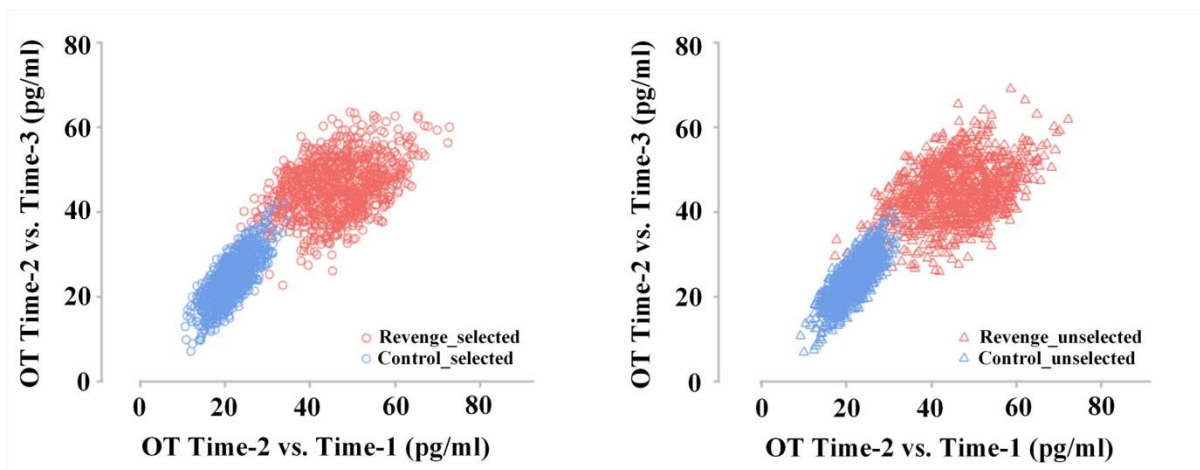 OT Time-2 vs. Time-3 (pg/ml)
80
60
40
20
0
Revenge_selected
Control_selected
0 20 40 60 80
OT Time-2 vs. Time-1 (pg/ml)
OT Time-2 vs. Time-3 (pg/ml)
80
60
40
20
0
Revenge_unselected
Control_unselected
0 20 40 60 80
OT Time-2 vs. Time-1 (pg/ml)